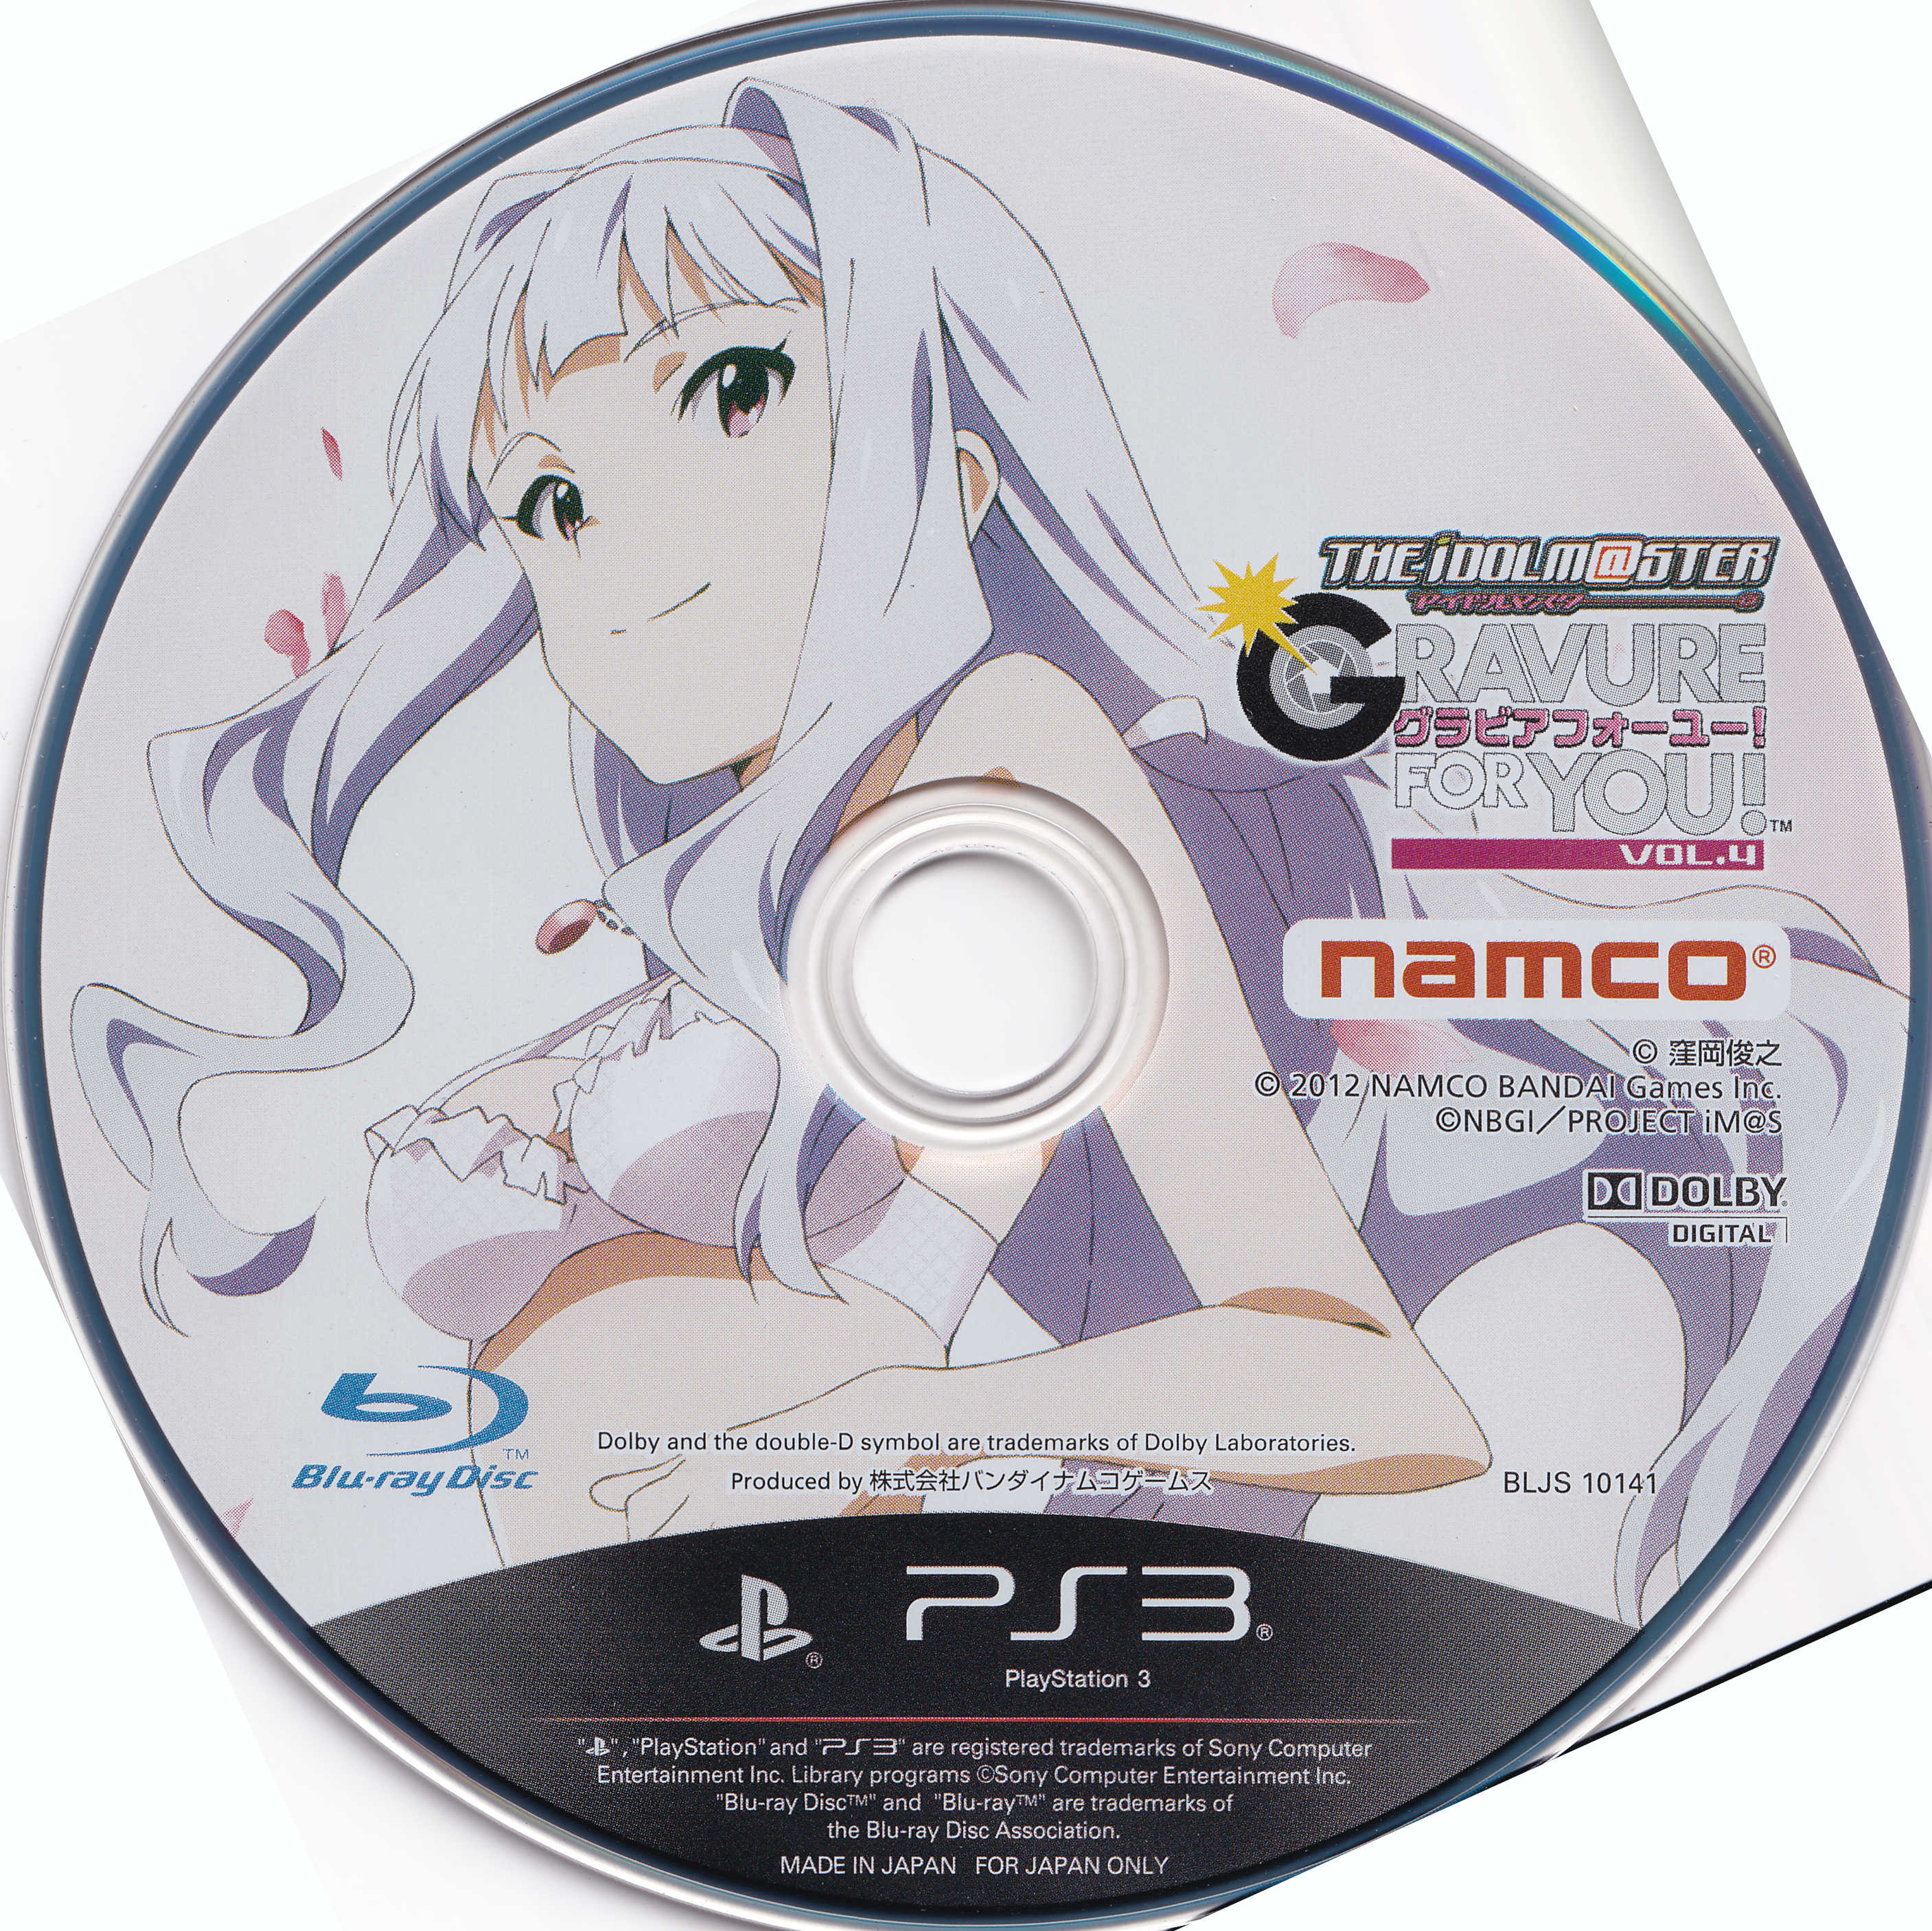 THE iDOLM@STER
アイドルマスター
GRAVURE
グラビアフォーユー!
FOR YOU!™
VOL.4
namco®
© 窪岡俊之
© 2012 NAMCO BANDAI Games Inc.
©NBGI／PROJECT iM@S
DOLBY®
DIGITAL
Blu-ray Disc™
Dolby and the double-D symbol are trademarks of Dolby Laboratories.
Produced by 株式会社バンダイナムコゲームス
BLJS 10141
PS3®
PlayStation 3
" ", "PlayStation" and "PS3" are registered trademarks of Sony Computer
Entertainment Inc. Library programs ©Sony Computer Entertainment Inc.
"Blu-ray Disc™" and "Blu-ray™" are trademarks of
the Blu-ray Disc Association.
MADE IN JAPAN FOR JAPAN ONLY